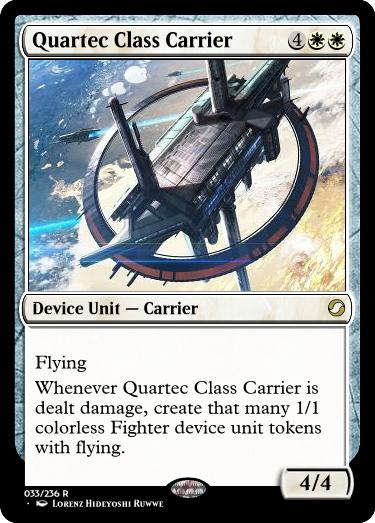 Quartec Class Carrier 4
Device Unit — Carrier
Flying
Whenever Quartec Class Carrier is
dealt damage, create that many 1/1
colorless Fighter device unit tokens
with flying.
4/4
033/236 R
· Lorenz Hideyoshi Ruwwe